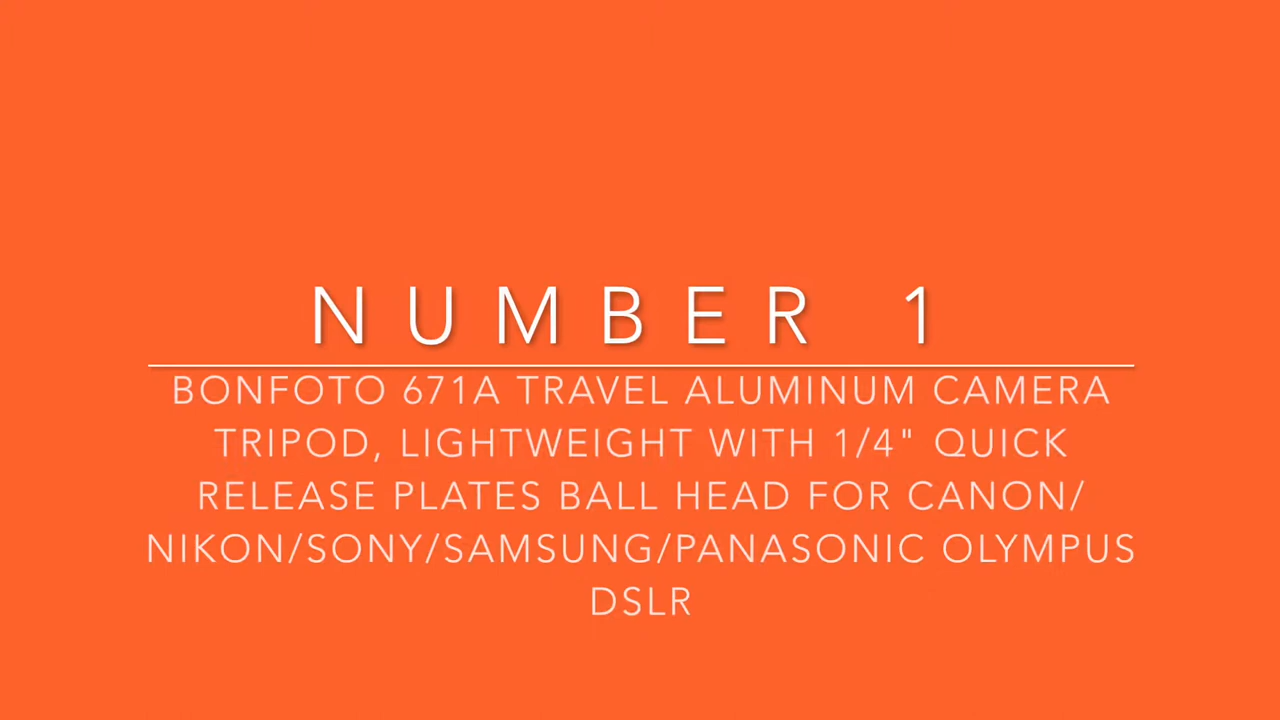 NUMBER 1
BONFOTO 671A TRAVEL ALUMINUM CAMERA
TRIPOD, LIGHTWEIGHT WITH 1/4" QUICK
RELEASE PLATES BALL HEAD FOR CANON/
NIKON/SONY/SAMSUNG/PANASONIC OLYMPUS
DSLR